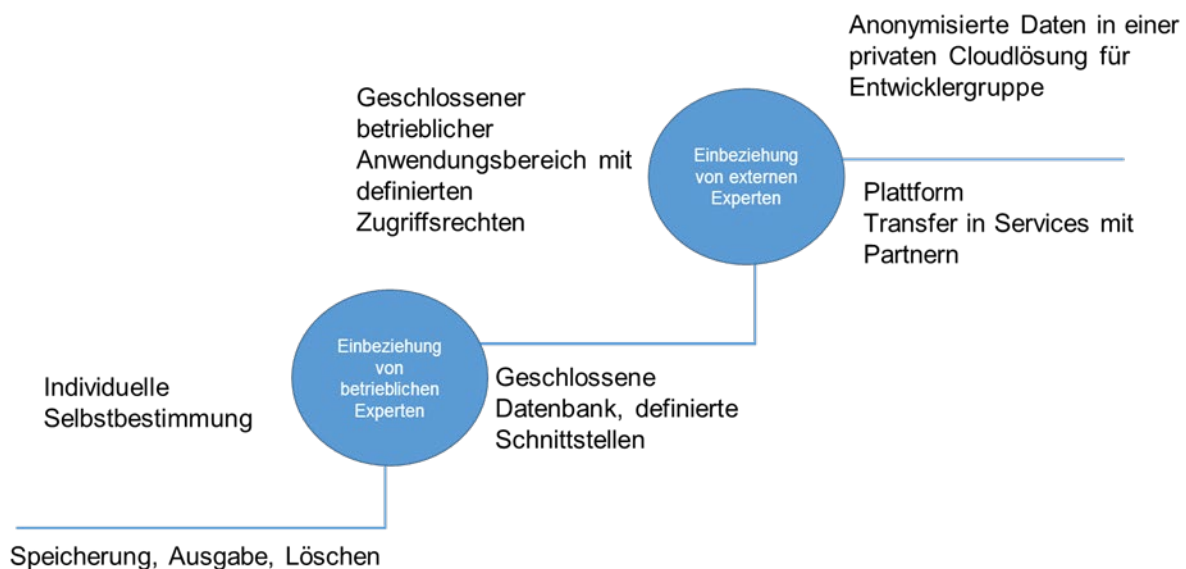 Anonymisierte Daten in einer
privaten Cloudlösung für
Entwicklergruppe
Geschlossener
betrieblicher
Anwendungsbereich mit
definierten
Zugriffsrechten
Einbeziehung
von externen
Experten
Plattform
Transfer in Services mit
Partnern
Individuelle
Selbstbestimmung
Einbeziehung
von
betrieblichen
Experten
Geschlossene
Datenbank, definierte
Schnittstellen
Speicherung, Ausgabe, Löschen